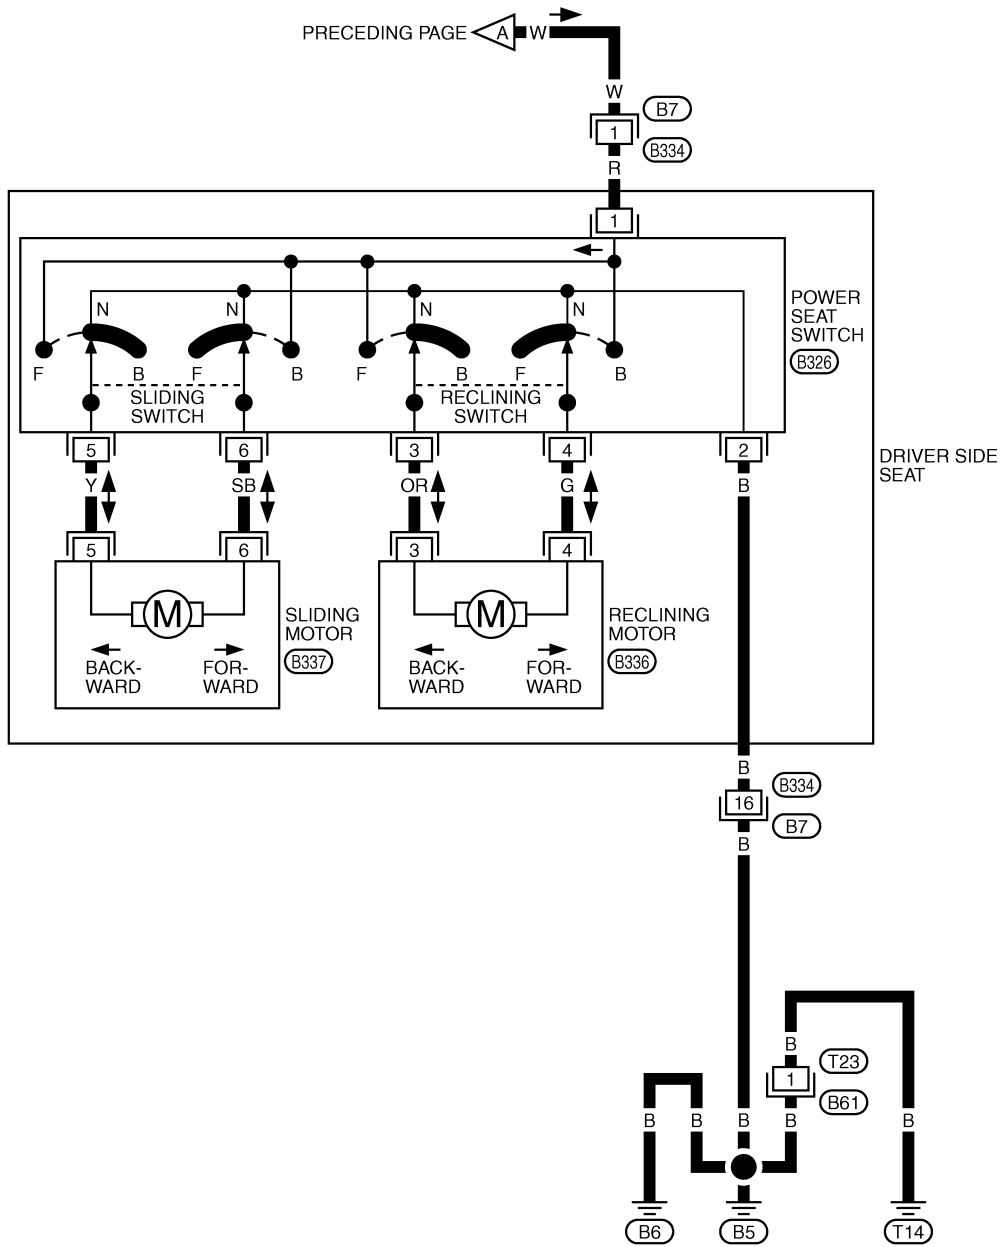 PRECEDING PAGE
A
W
W
B7
1
B334
R
1
N
N
N
N
F
B
F
B
F
B
F
B
POWER
SEAT
SWITCH
B326
SLIDING
SWITCH
RECLINING
SWITCH
5
6
3
4
2
DRIVER SIDE
SEAT
Y
SB
OR
G
B
5
6
3
4
M
SLIDING
MOTOR
B337
M
RECLINING
MOTOR
B336
BACK-
WARD
FOR-
WARD
BACK-
WARD
FOR-
WARD
B
B334
16
B7
B
B
T23
1
B61
B
B
B
B
B
B6
B5
T14